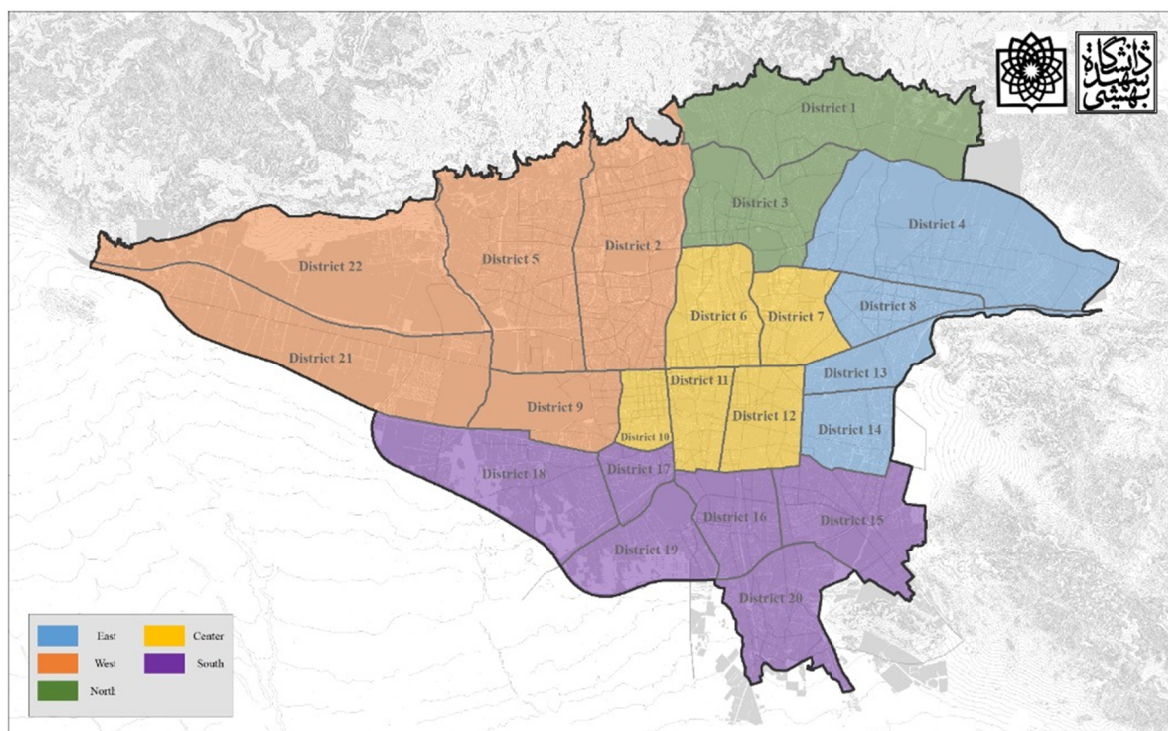 دانشگاه
شهید
بهشتی
District 1
District 3
District 4
District 2
District 5
District 22
District 8
District 6
District 7
District 21
District 13
District 11
District 9
District 12
District 14
District 10
District 17
District 18
District 16
District 15
District 19
District 20
East
Center
West
South
North